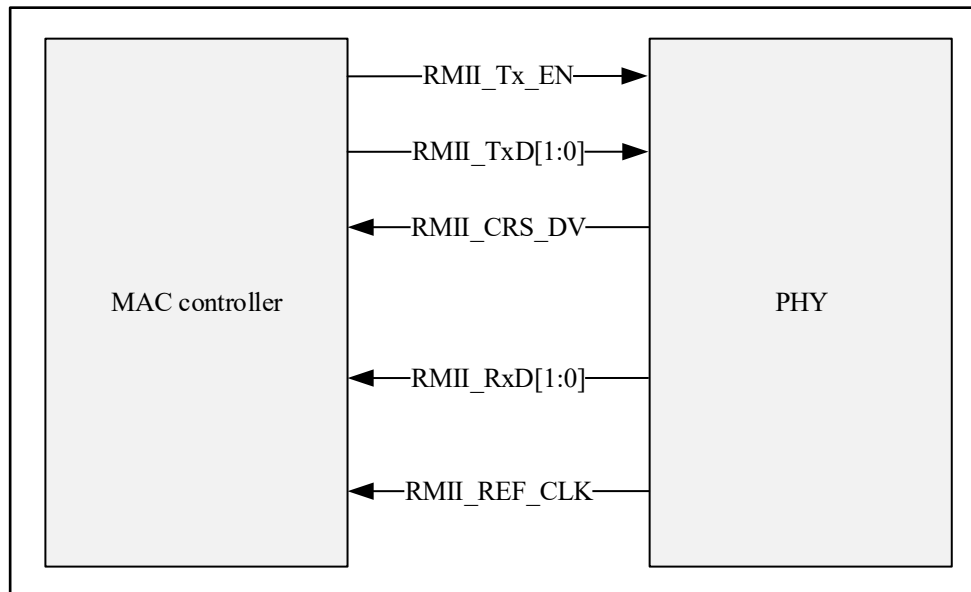 RMII_Tx_EN
RMII_TxD[1:0]
RMII_CRS_DV
MAC controller
PHY
RMII_RxD[1:0]
RMII_REF_CLK